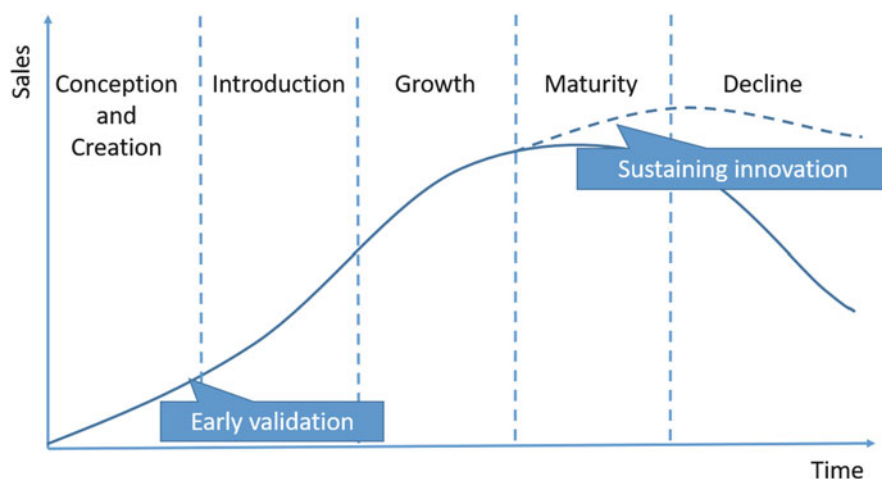 Sales
Conception
and
Creation
Introduction
Growth
Maturity
Decline
Sustaining innovation
Early validation
Time